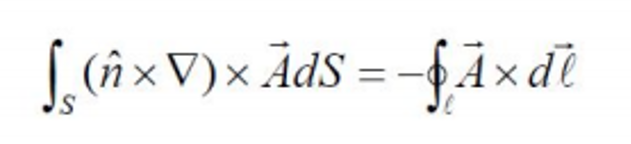 ∫_S (n̂ × ∇) × A⃗ dS = −∮_ℓ A⃗ × dℓ⃗